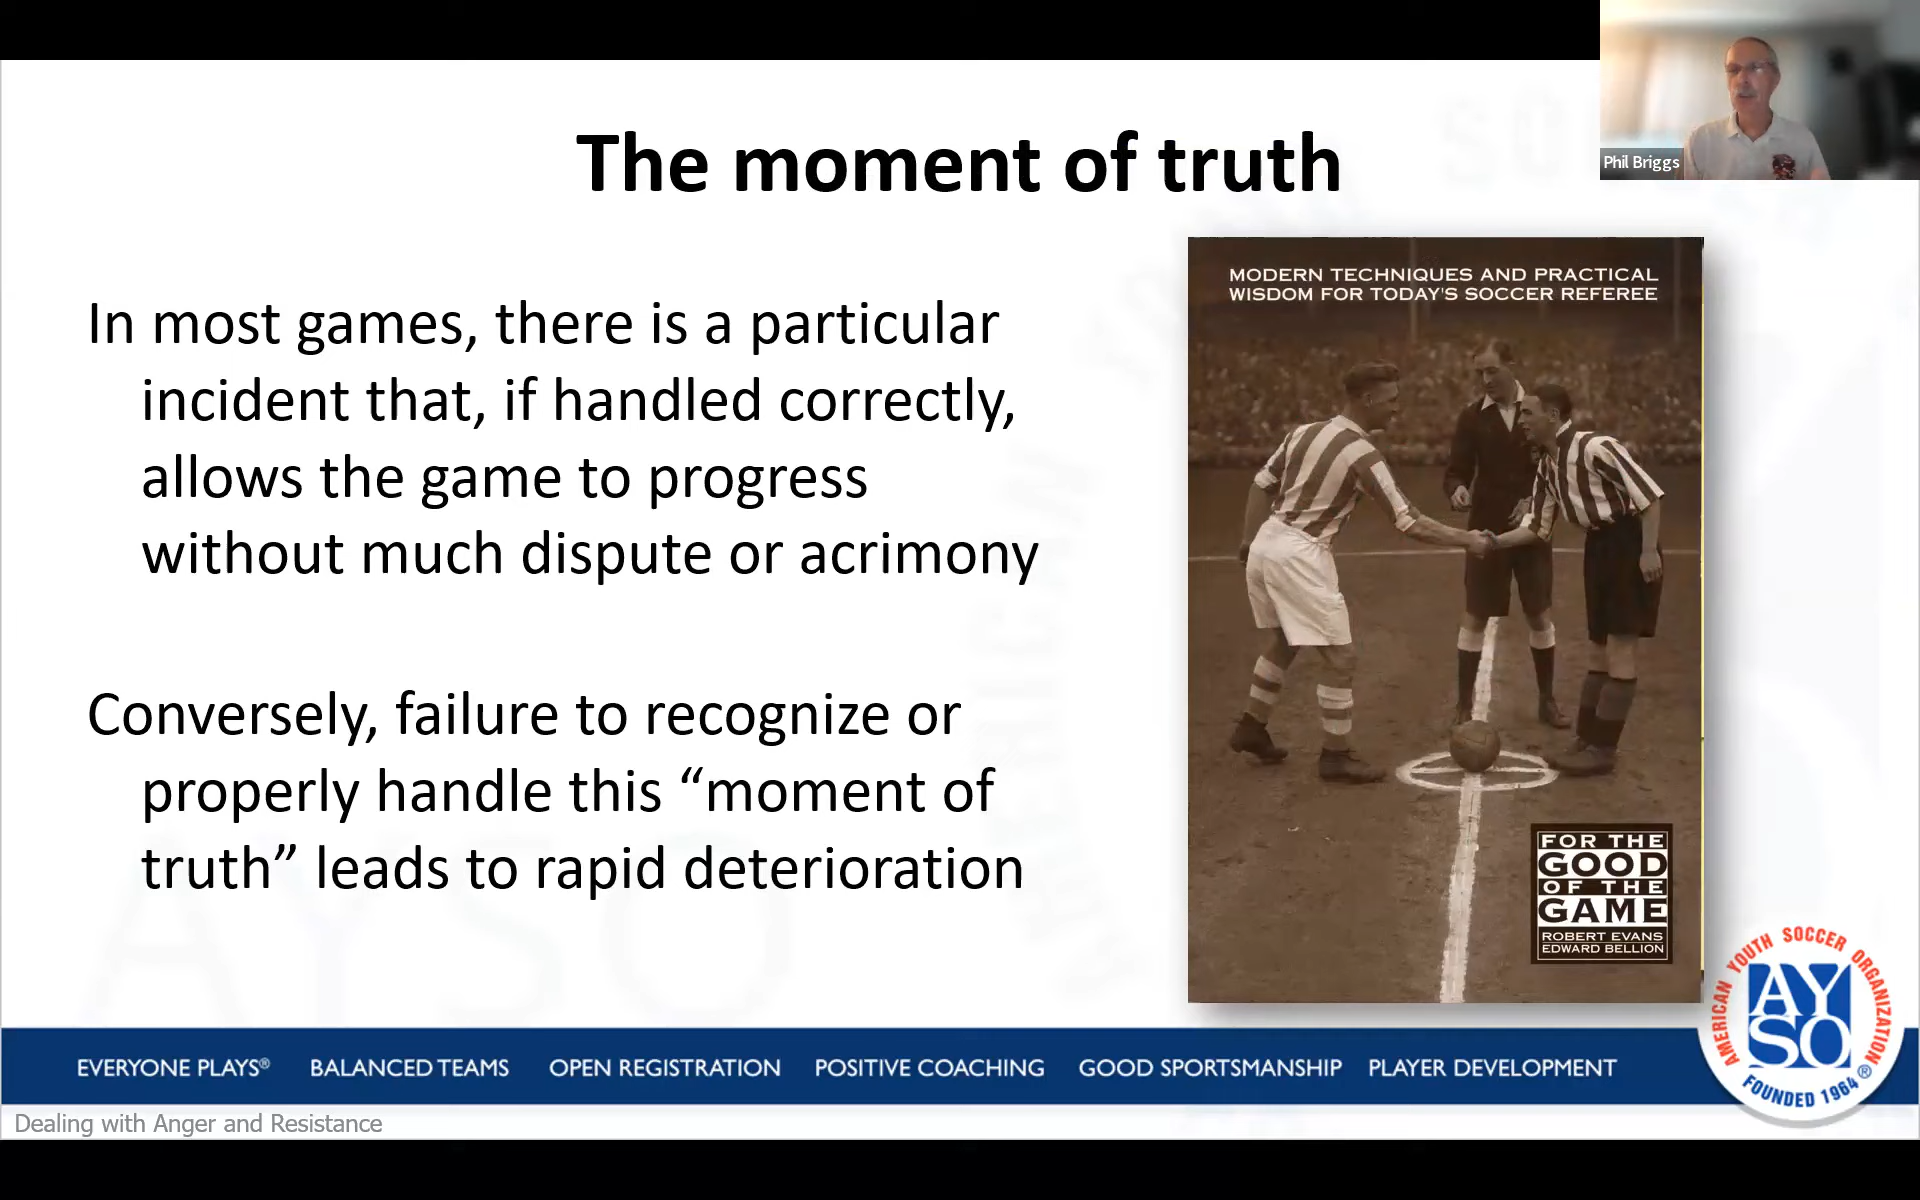 The moment of truth
Phil Briggs
In most games, there is a particular
incident that, if handled correctly,
allows the game to progress
without much dispute or acrimony
Conversely, failure to recognize or
properly handle this “moment of
truth” leads to rapid deterioration
MODERN TECHNIQUES AND PRACTICAL
WISDOM FOR TODAY'S SOCCER REFEREE
FOR THE
GOOD
OF THE
GAME
ROBERT EVANS
EDWARD BELLION
AMERICAN YOUTH SOCCER ORGANIZATION
AY
SO
®
FOUNDED 1964
EVERYONE PLAYS® BALANCED TEAMS OPEN REGISTRATION POSITIVE COACHING GOOD SPORTSMANSHIP PLAYER DEVELOPMENT
Dealing with Anger and Resistance